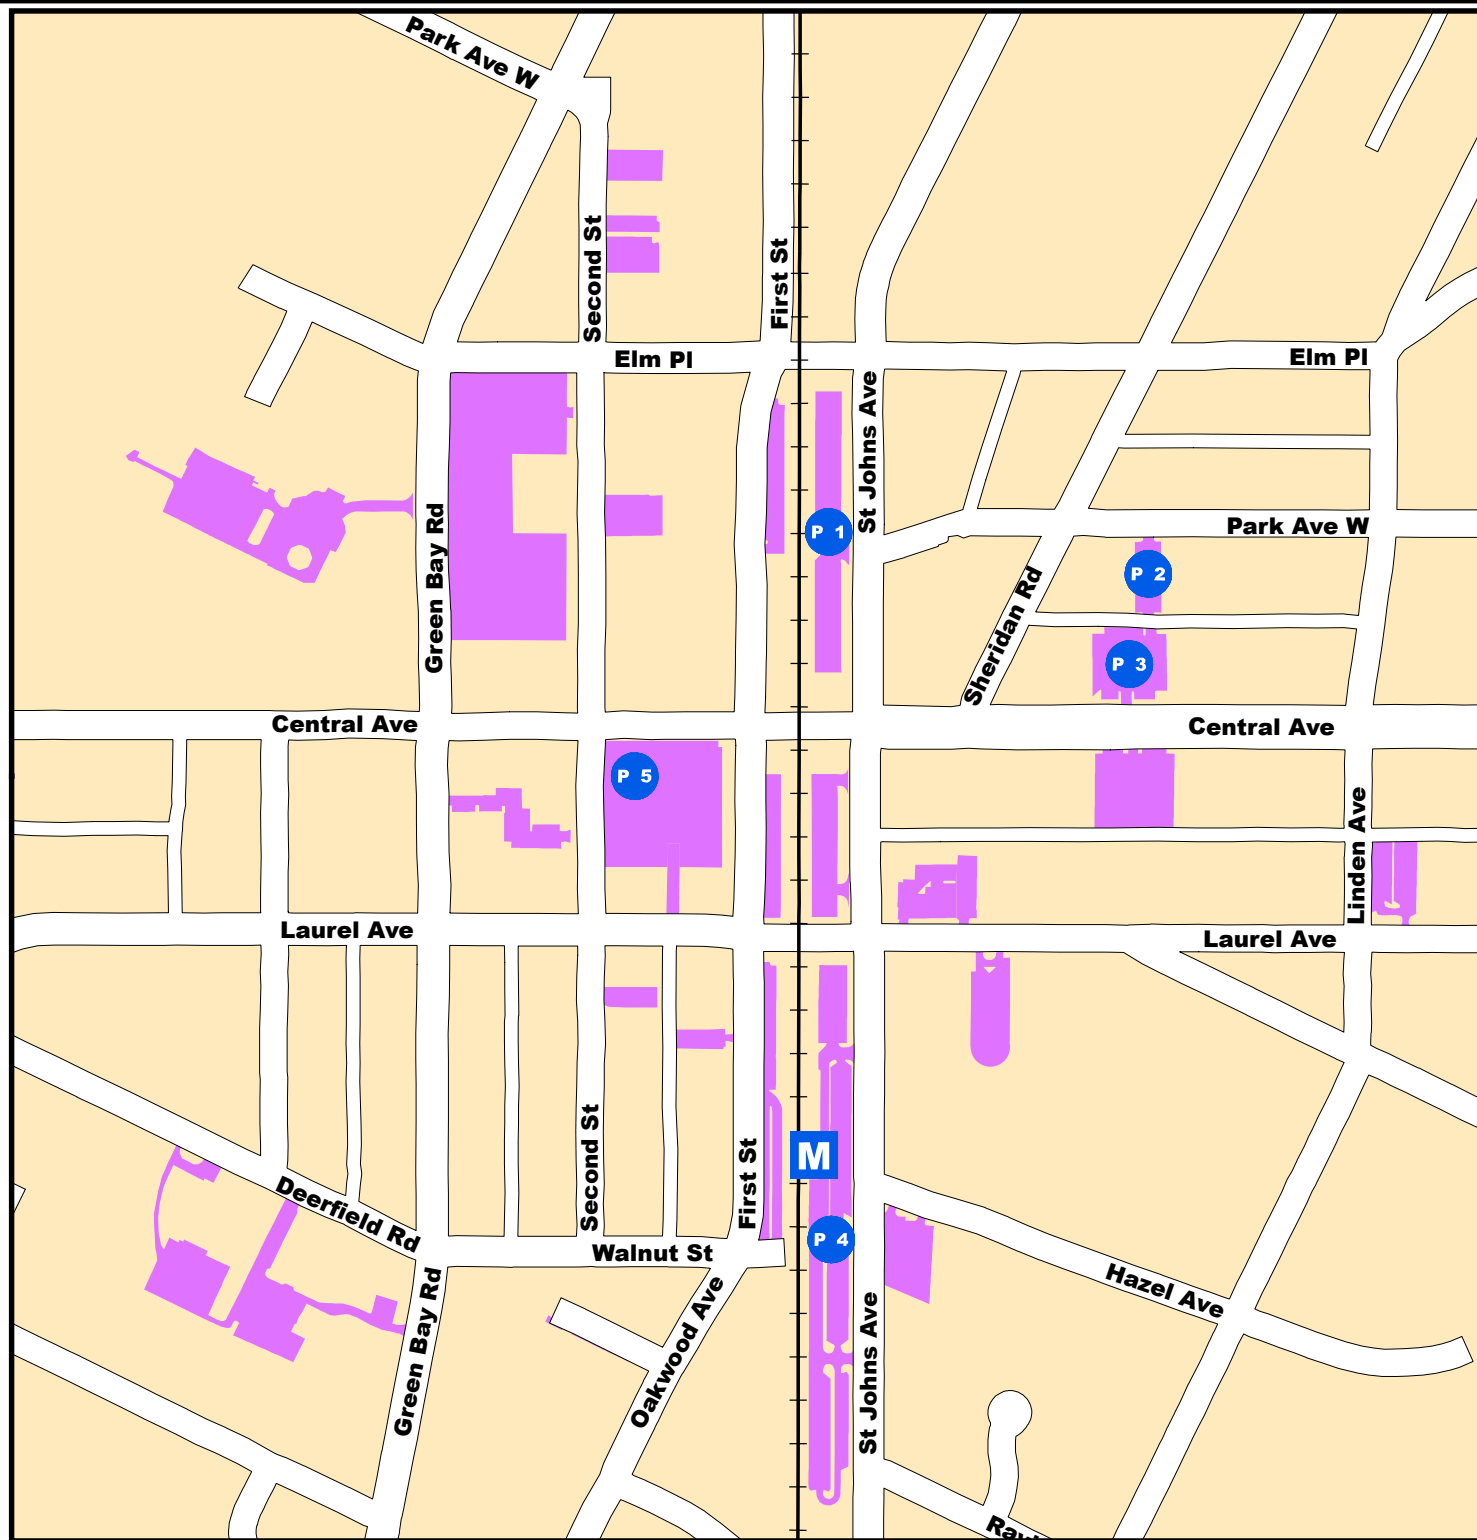 Park Ave W
Second St
First St
Elm Pl
Elm Pl
St Johns Ave
P 1
Park Ave W
Green Bay Rd
P 2
Sheridan Rd
P 3
Central Ave
Central Ave
P 5
Linden Ave
Laurel Ave
Laurel Ave
Second St
First St
M
Deerfield Rd
P 4
Walnut St
Hazel Ave
Green Bay Rd
Oakwood Ave
St Johns Ave